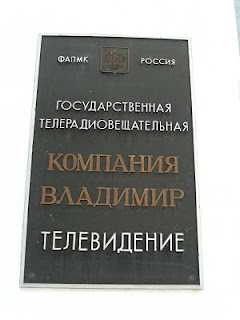 ФАПМК РОССИЯ
ГОСУДАРСТВЕННАЯ
ТЕЛЕРАДИОВЕЩАТЕЛЬНАЯ
КОМПАНИЯ
ВЛАДИМИР
ТЕЛЕВИДЕНИЕ